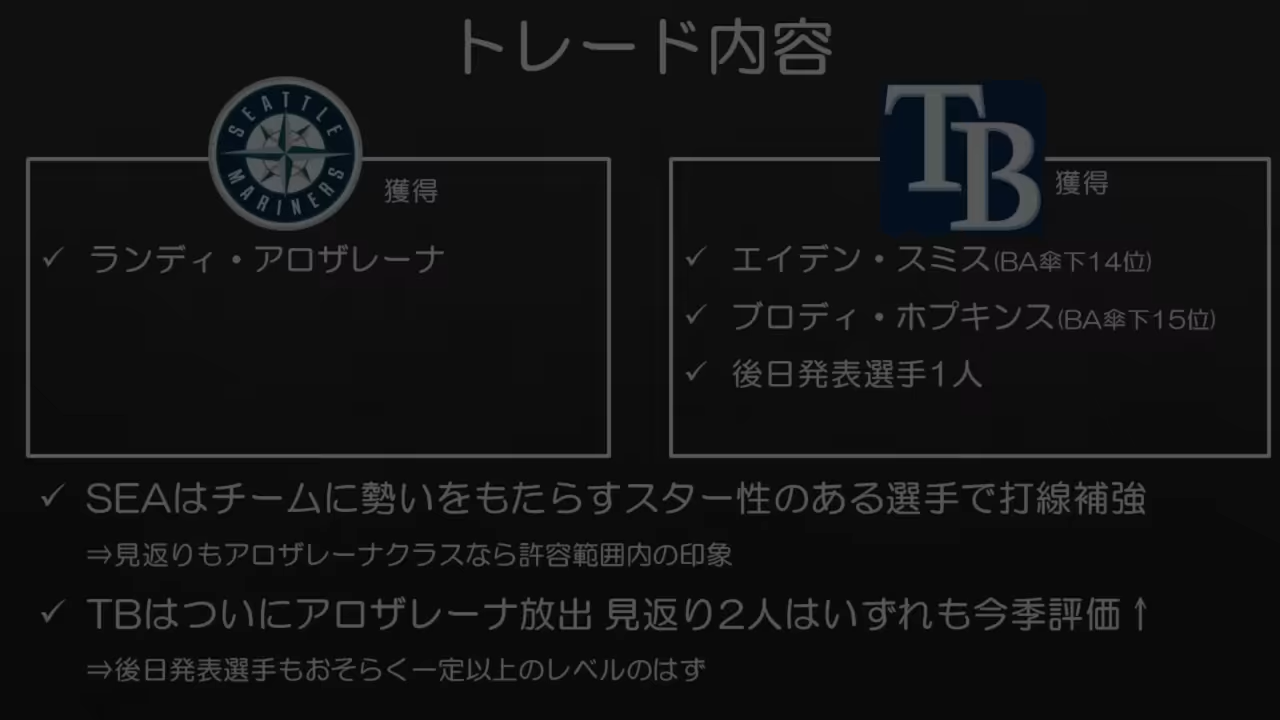 トレード内容
SEATTLE
MARINERS
獲得
✓ ランディ・アロザレーナ
TB
獲得
✓ エイデン・スミス(BA傘下14位)
✓ ブロディ・ホプキンス(BA傘下15位)
✓ 後日発表選手1人
✓ SEAはチームに勢いをもたらすスター性のある選手で打線補強
⇒見返りもアロザレーナクラスなら許容範囲内の印象
✓ TBはついにアロザレーナ放出 見返り2人はいずれも今季評価↑
⇒後日発表選手もおそらく一定以上のレベルのはず